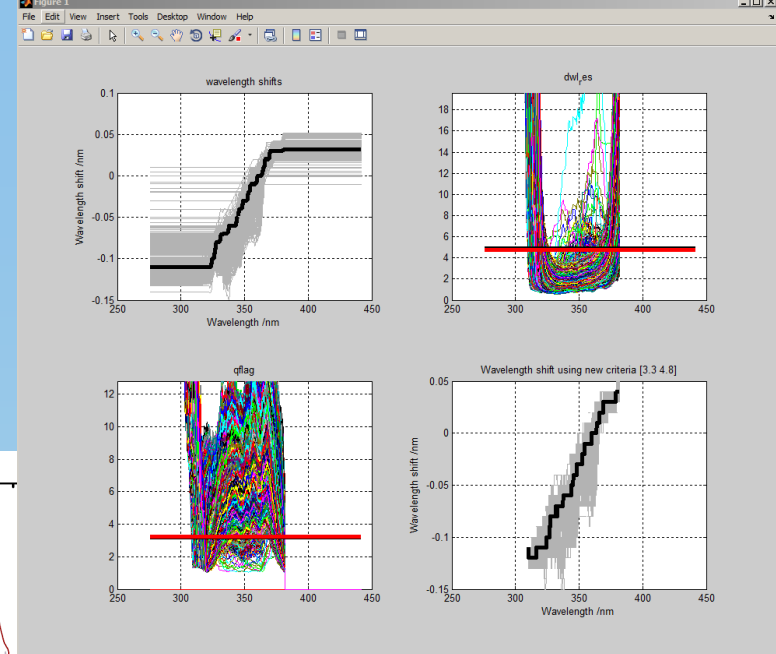 Figure 1
File Edit View Insert Tools Desktop Window Help
wavelength shifts
0.1
0.05
0
-0.05
-0.1
-0.15
250 300 350 400 450
Wavelength shift /nm
Wavelength /nm
dwl_res
18
16
14
12
10
8
6
4
2
0
250 300 350 400 450
qflag
12
10
8
6
4
2
0
250 300 350 400 450
Wavelength shift using new criteria [3.3 4.8]
0.05
0
-0.05
-0.1
-0.15
250 300 350 400 450
Wavelength shift /nm
Wavelength /nm